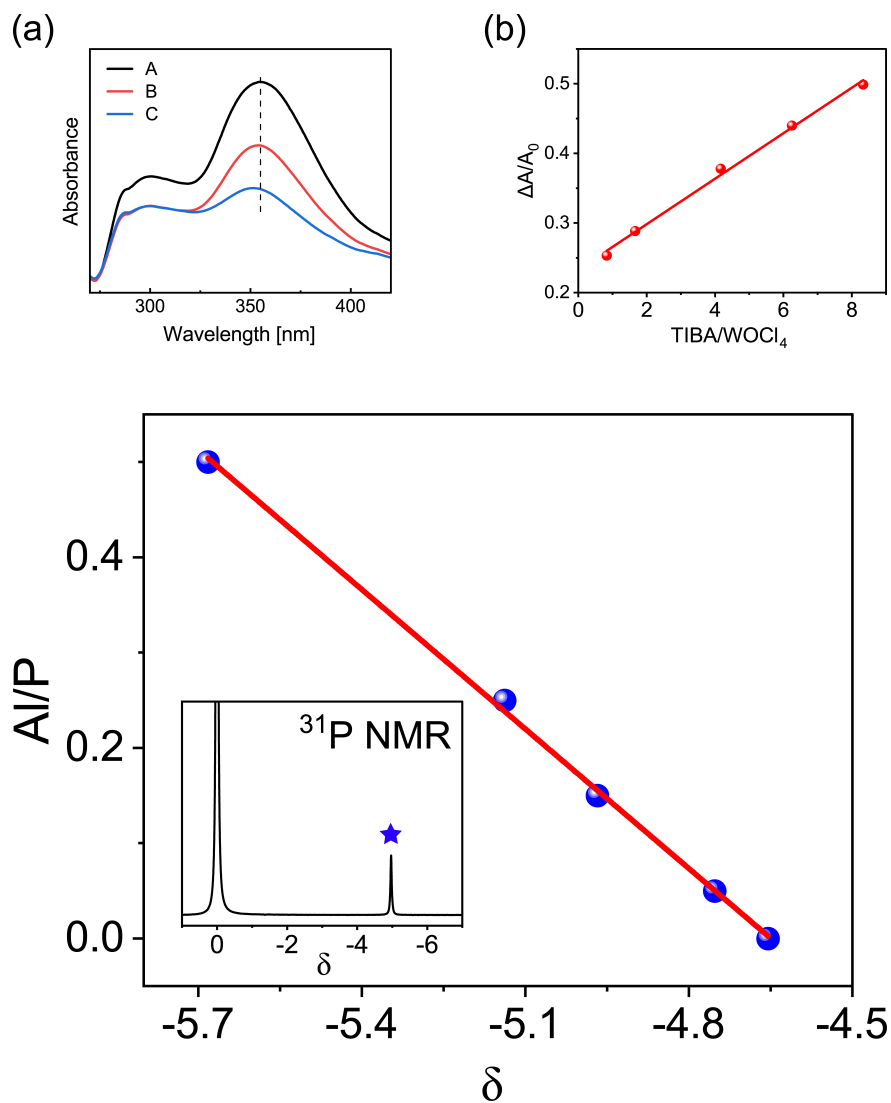 (a)
A
B
C
Absorbance
300 350 400
Wavelength [nm]
(b)
0.5
0.4
0.3
0.2
ΔA/A₀
0 2 4 6 8
TIBA/WOCl₄
0.4
0.2
0.0
Al/P
³¹P NMR
0 -2 -4 -6
δ
-5.7 -5.4 -5.1 -4.8 -4.5
δ